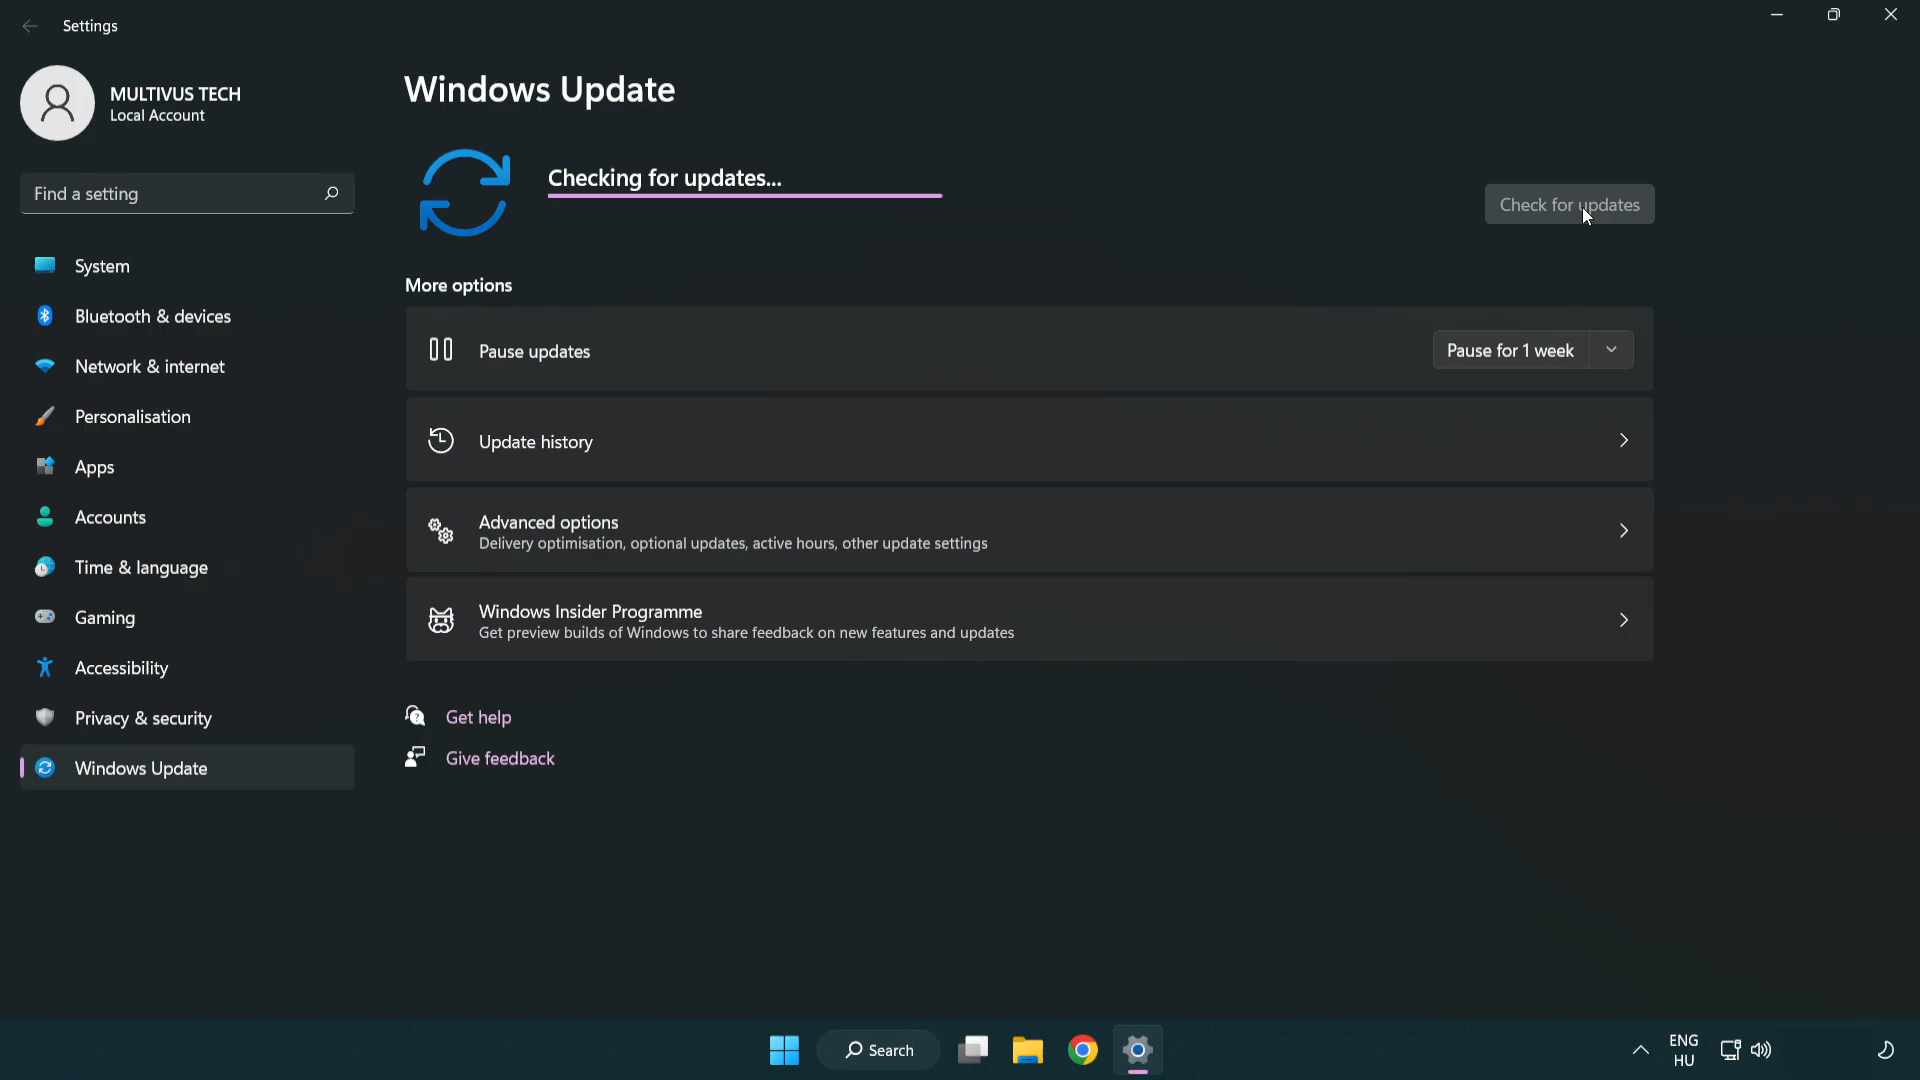 Settings
MULTIVUS TECH
Local Account
Find a setting
System
Bluetooth & devices
Network & internet
Personalisation
Apps
Accounts
Time & language
Gaming
Accessibility
Privacy & security
Windows Update
Windows Update
Checking for updates...
Check for updates
More options
Pause updates
Pause for 1 week
Update history
Advanced options
Delivery optimisation, optional updates, active hours, other update settings
Windows Insider Programme
Get preview builds of Windows to share feedback on new features and updates
Get help
Give feedback
Search
ENG
HU